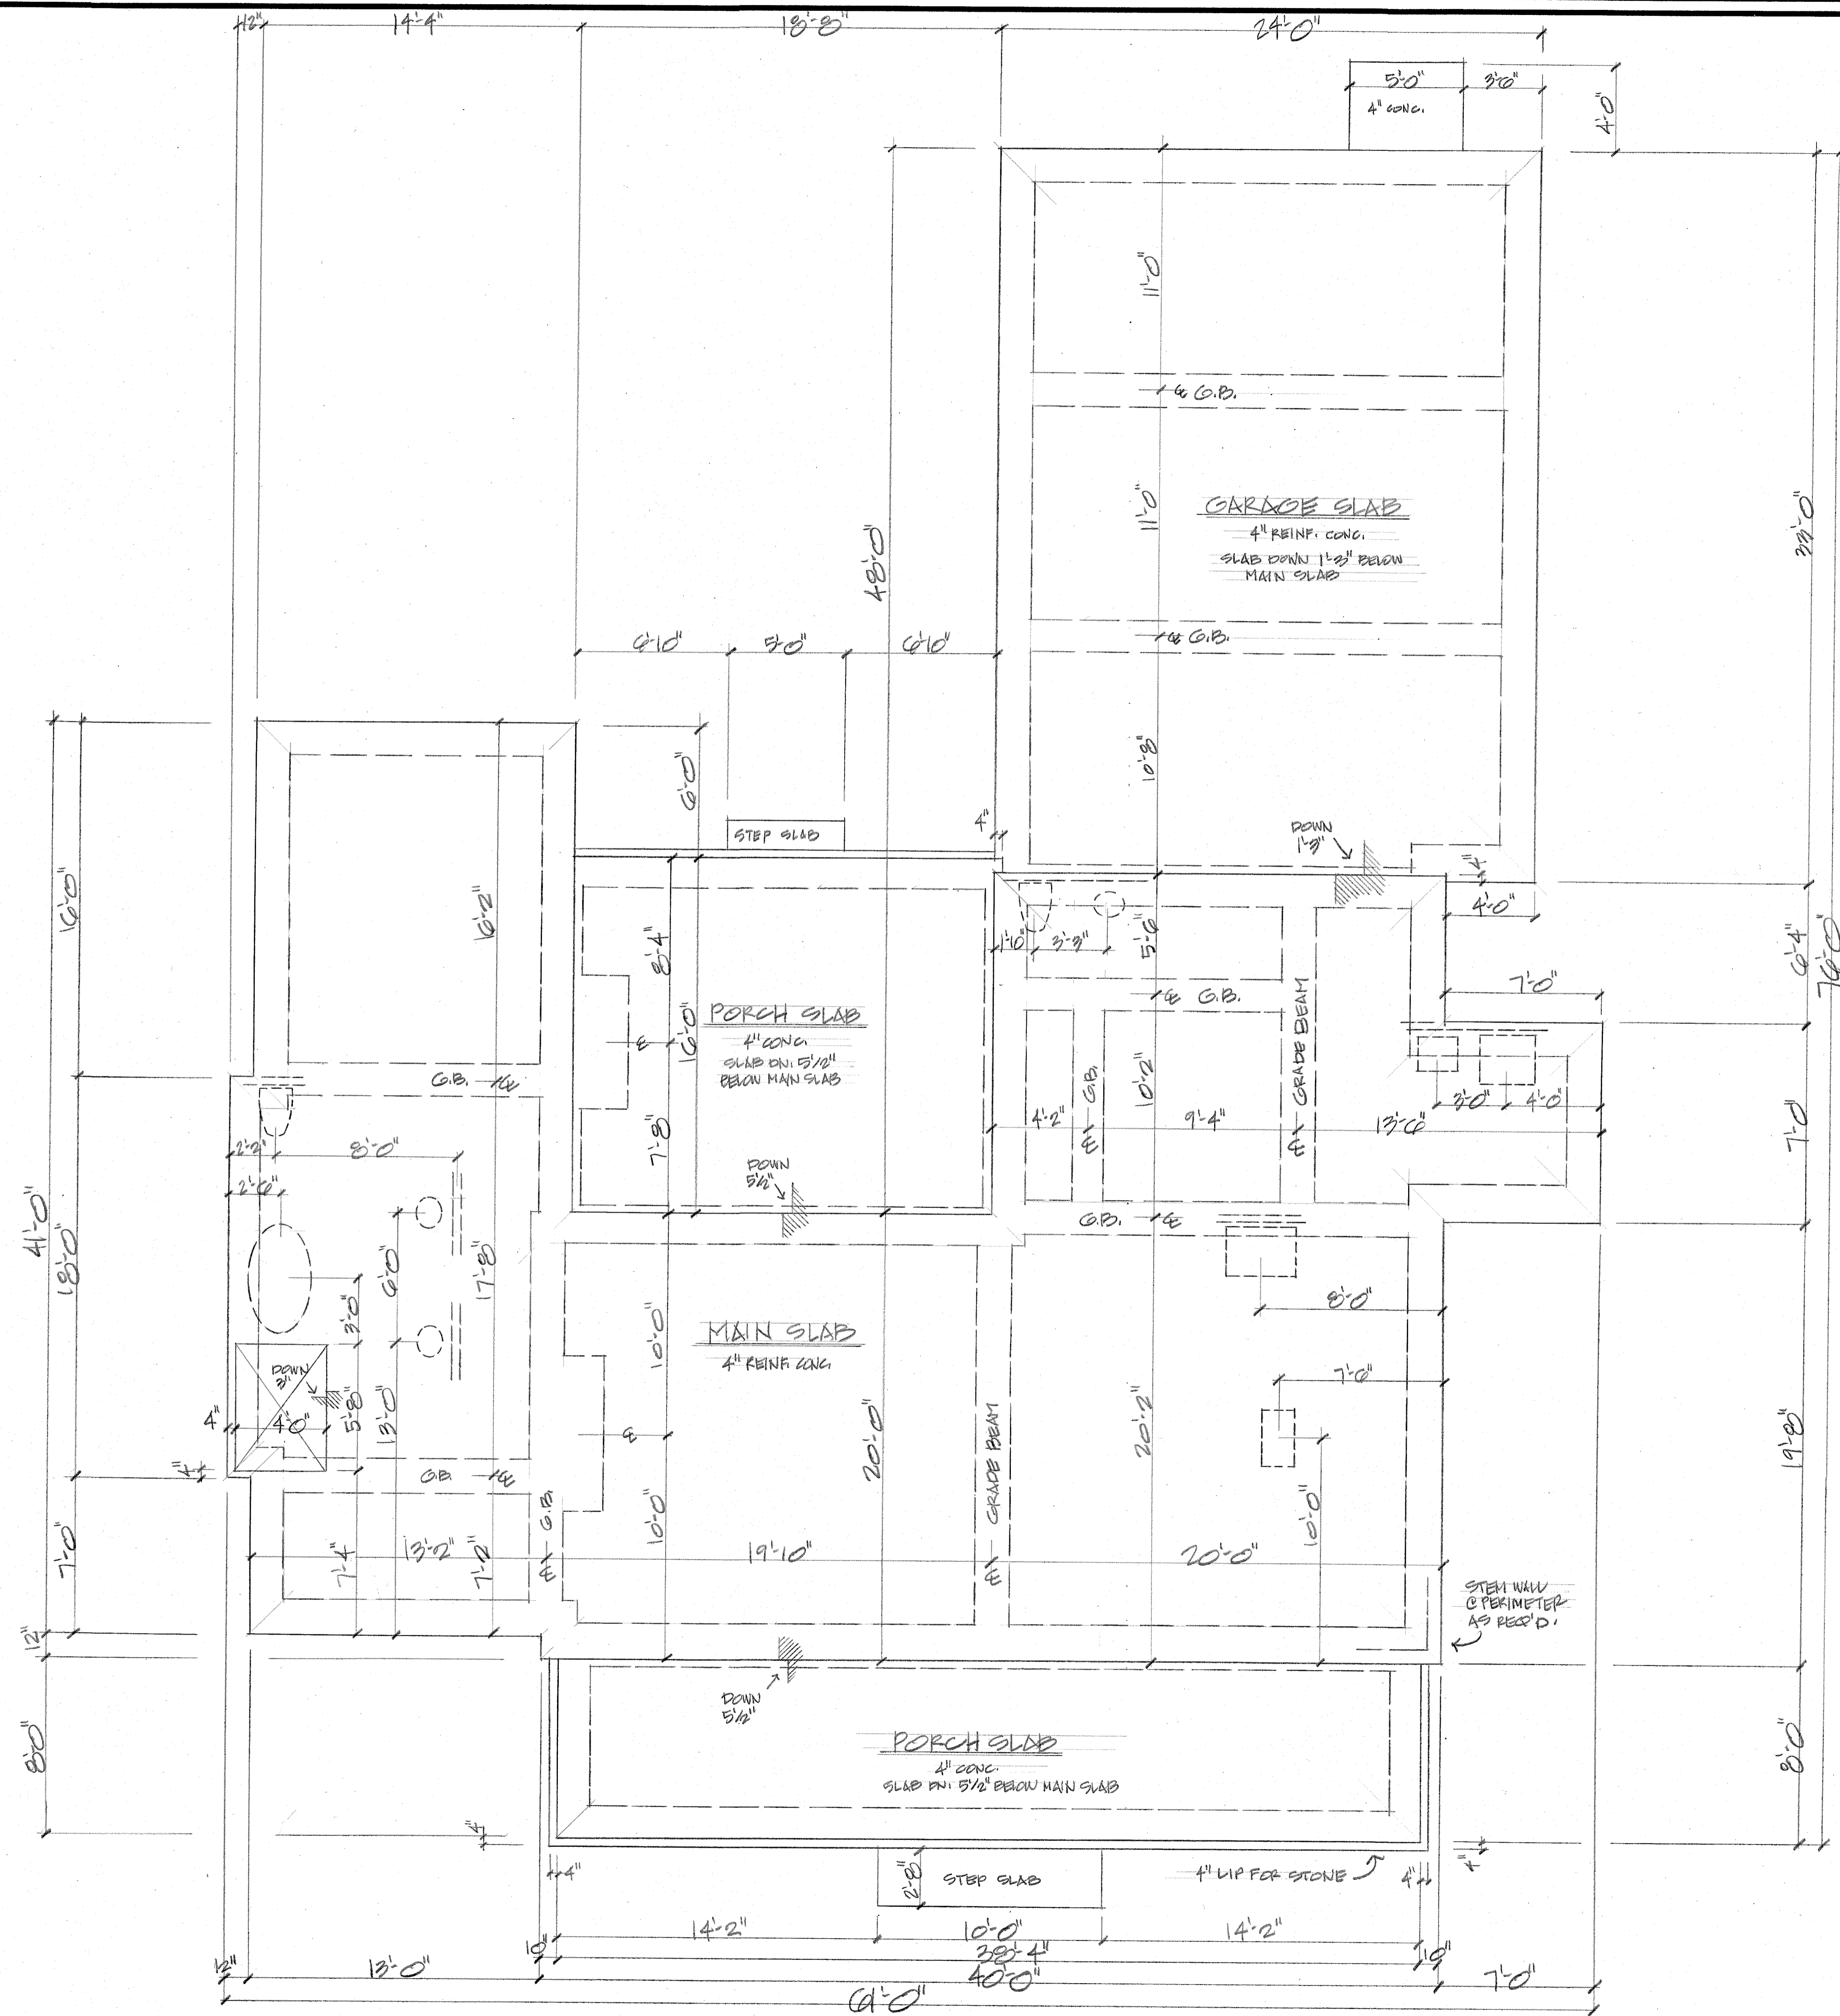 12" 14'-4" 18'-8" 24'-0"
5'-0" 3'-6"
4" CONC.
4'-0"
11'-0"
℄ G.B.
11'-0"
48'-0"
33'-0"
GARAGE SLAB
4" REINF. CONC.
SLAB DOWN 1'-3" BELOW
MAIN SLAB
6'-10" 5'-0" 6'-10"
℄ G.B.
6'-0"
10'-8"
STEP SLAB
4"
DOWN
1'-3"
4"
4'-0"
16'-0"
16'-2"
8'-4"
1'-10" 3'-3"
5'-6"
6'-4"
76'-0"
7'-0"
PORCH SLAB
4" CONC.
SLAB DN. 5 1/2"
BELOW MAIN SLAB
16'-0"
℄
℄ G.B.
GRADE BEAM
℄
G.B. ℄
G.B.
℄
10'-2"
3'-0" 4'-0"
4'-2" 9'-4" 13'-6"
7'-0"
2'-2" 8'-0"
7'-8"
2'-6"
DOWN
5 1/2"
G.B. ℄
41'-0"
18'-0"
6'-0"
17'-8"
3'-0"
8'-0"
MAIN SLAB
4" REINF. CONC.
10'-0"
7'-6"
DOWN
3"
4" 4'-0"
5'-8"
13'-0"
℄
20'-0"
20'-2"
19'-8"
4"
G.B. ℄
G.B.
℄
GRADE BEAM
℄
10'-0"
10'-0"
7'-0"
7'-4"
13'-2"
7'-2"
19'-10"
20'-0"
STEM WALL
@ PERIMETER
AS REQ'D.
12"
DOWN
5 1/2"
8'-0"
PORCH SLAB
4" CONC.
SLAB DN. 5 1/2" BELOW MAIN SLAB
8'-0"
4"
4"
4"
2'-8"
STEP SLAB
4" LIP FOR STONE
4"
14'-2" 10'-0" 14'-2"
10" 38'-4" 10"
12" 13'-0" 40'-0" 7'-0"
61'-0"